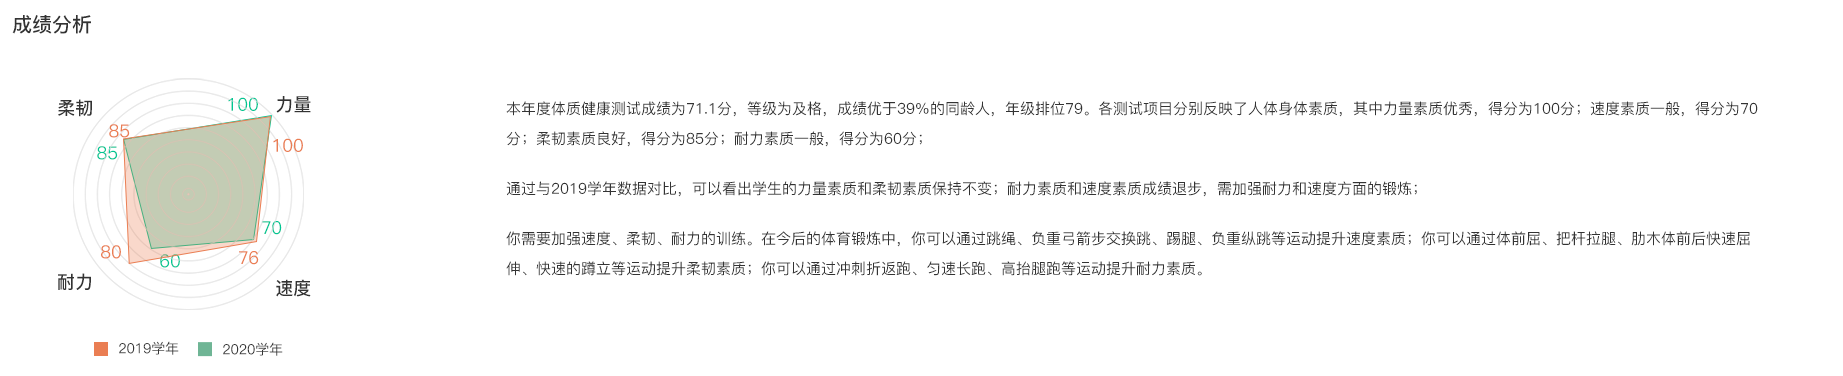 成绩分析
柔韧
100
力量
85
85
100
80
60
70
76
耐力
速度
2019学年
2020学年
本年度体质健康测试成绩为71.1分，等级为及格，成绩优于39%的同龄人，年级排位79。各测试项目分别反映了人体身体素质，其中力量素质优秀，得分为100分；速度素质一般，得分为70
分；柔韧素质良好，得分为85分；耐力素质一般，得分为60分；
通过与2019学年数据对比，可以看出学生的力量素质和柔韧素质保持不变；耐力素质和速度素质成绩退步，需加强耐力和速度方面的锻炼；
你需要加强速度、柔韧、耐力的训练。在今后的体育锻炼中，你可以通过跳绳、负重弓箭步交换跳、踢腿、负重纵跳等运动提升速度素质；你可以通过体前屈、把杆拉腿、肋木体前后快速屈
伸、快速的蹲立等运动提升柔韧素质；你可以通过冲刺折返跑、匀速长跑、高抬腿跑等运动提升耐力素质。